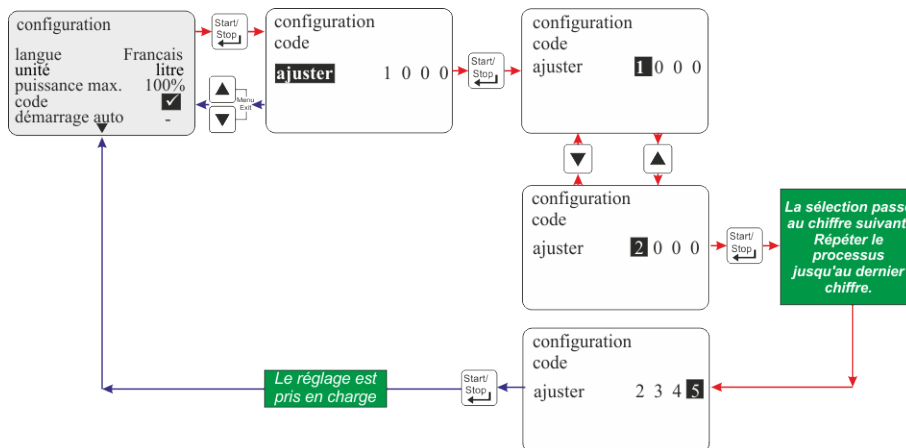 configuration
langue Francais
unité litre
puissance max. 100%
code
démarrage auto -
Start/
Stop
Menu
Exit
configuration
code
ajuster 1 0 0 0
Start/
Stop
configuration
code
ajuster 1 0 0 0
configuration
code
ajuster 2 0 0 0
Start/
Stop
La sélection passe
au chiffre suivant.
Répéter le
processus
jusqu'au dernier
chiffre.
configuration
code
ajuster 2 3 4 5
Start/
Stop
Le réglage est
pris en charge